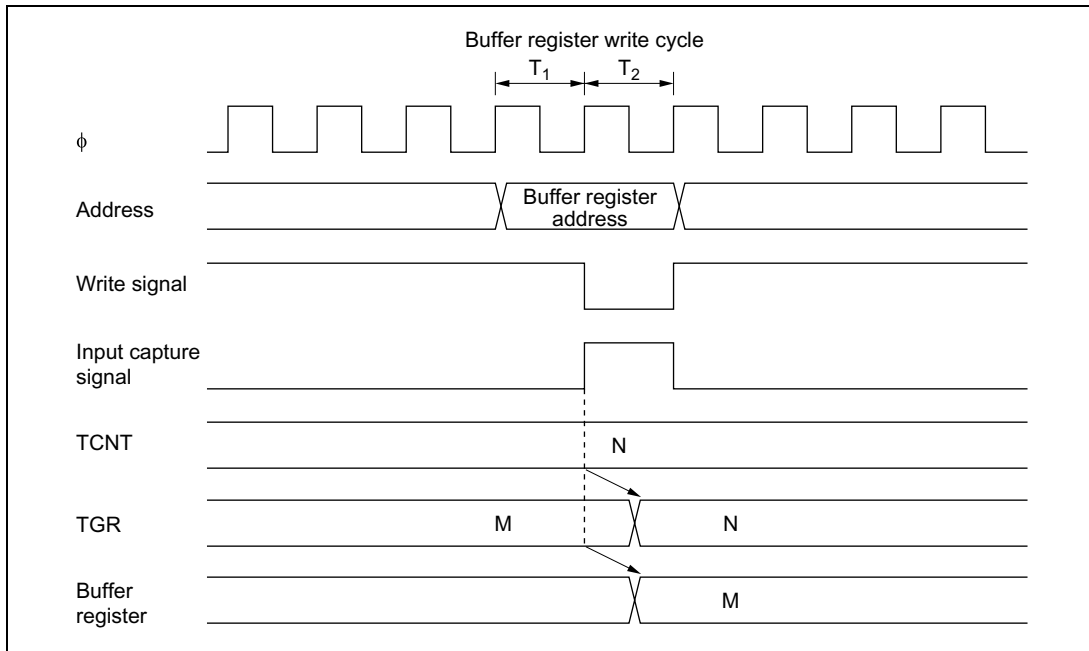 Buffer register write cycle
T1 T2
ϕ
Address
Buffer register
address
Write signal
Input capture
signal
TCNT
N
TGR
M
N
Buffer
register
M